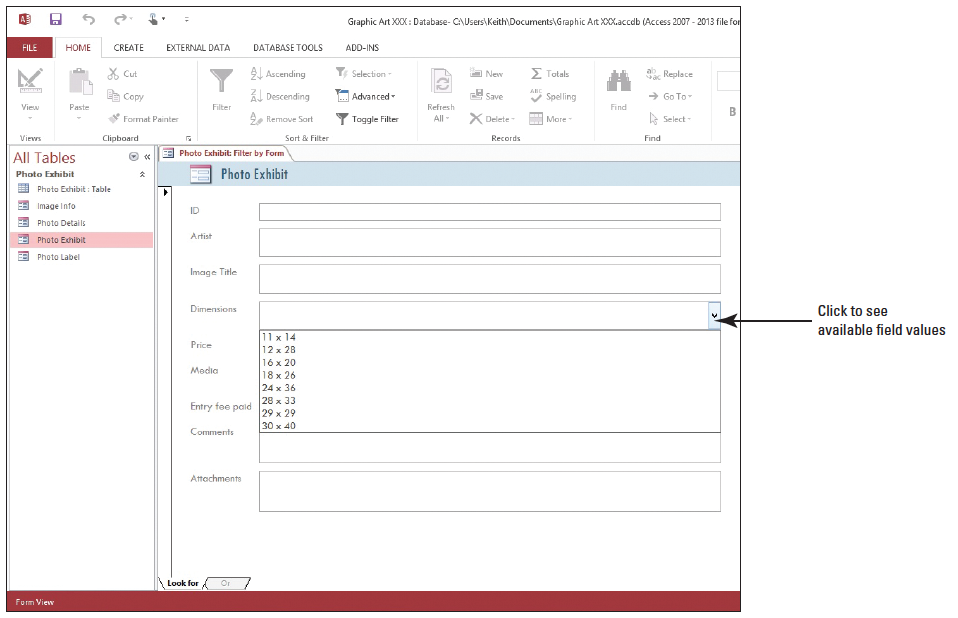 Graphic Art XXX : Database- C:\Users\Keith\Documents\Graphic Art XXX.accdb (Access 2007 - 2013 file for
FILE HOME CREATE EXTERNAL DATA DATABASE TOOLS ADD-INS
Cut Ascending Selection New Totals Replace
View Paste Copy Filter Descending Advanced Refresh All Save Spelling Find Go To
Format Painter Remove Sort Toggle Filter Delete More Select
B
Views Clipboard Sort & Filter Records Find
All Tables
Photo Exhibit
Photo Exhibit : Table
Image Info
Photo Details
Photo Exhibit
Photo Label
Photo Exhibit: Filter by Form
Photo Exhibit
ID
Artist
Image Title
Dimensions
11 x 14
12 x 28
16 x 20
18 x 26
24 x 36
28 x 33
29 x 29
30 x 40
Price
Media
Entry fee paid
Comments
Attachments
Look for Or
Form View
Click to see
available field values